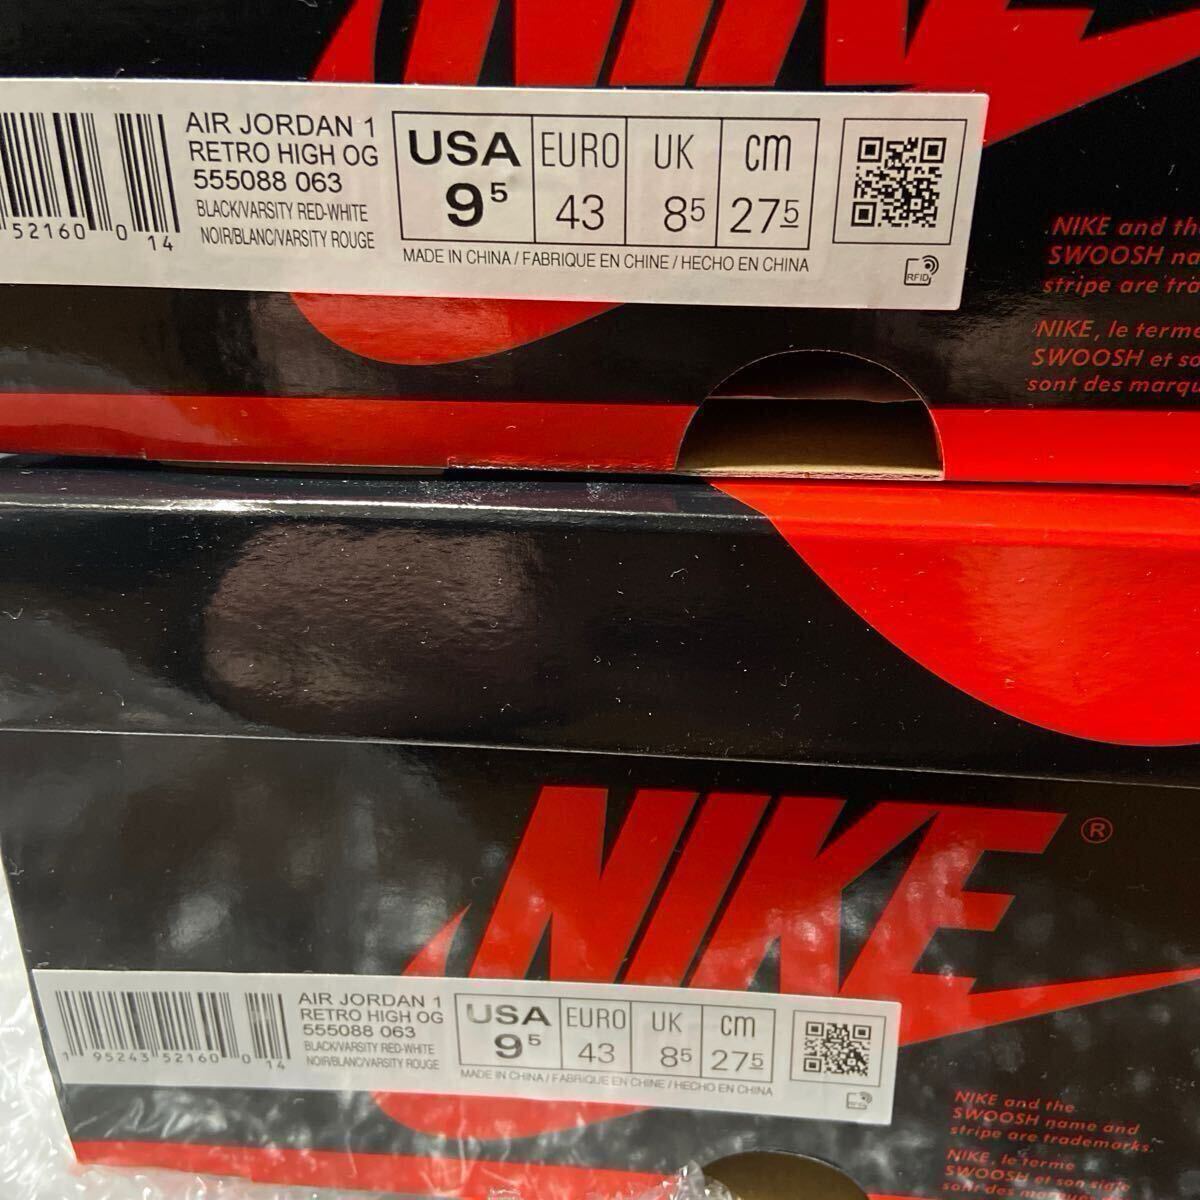 NIKE
AIR JORDAN 1
RETRO HIGH OG
555088 063
BLACK/VARSITY RED-WHITE
NOIR/BLANC/VARSITY ROUGE
52160 0 14
USA EURO UK cm
9⁵ 43 8⁵ 27⁵
MADE IN CHINA / FABRIQUE EN CHINE / HECHO EN CHINA
RFID
NIKE and
SWOOSH
stripe are
NIKE, le terme
SWOOSH et
sont des
NIKE ®
AIR JORDAN 1
RETRO HIGH OG
555088 063
BLACK/VARSITY RED-WHITE
NOIR/BLANC/VARSITY ROUGE
1 95243 52160 0 14
USA EURO UK cm
9⁵ 43 8⁵ 27⁵
MADE IN CHINA / FABRIQUE EN CHINE / HECHO EN CHINA
RFID
NIKE and the
SWOOSH name and
stripe are trademarks.
NIKE, le terme
SWOOSH et son sigle
sont des